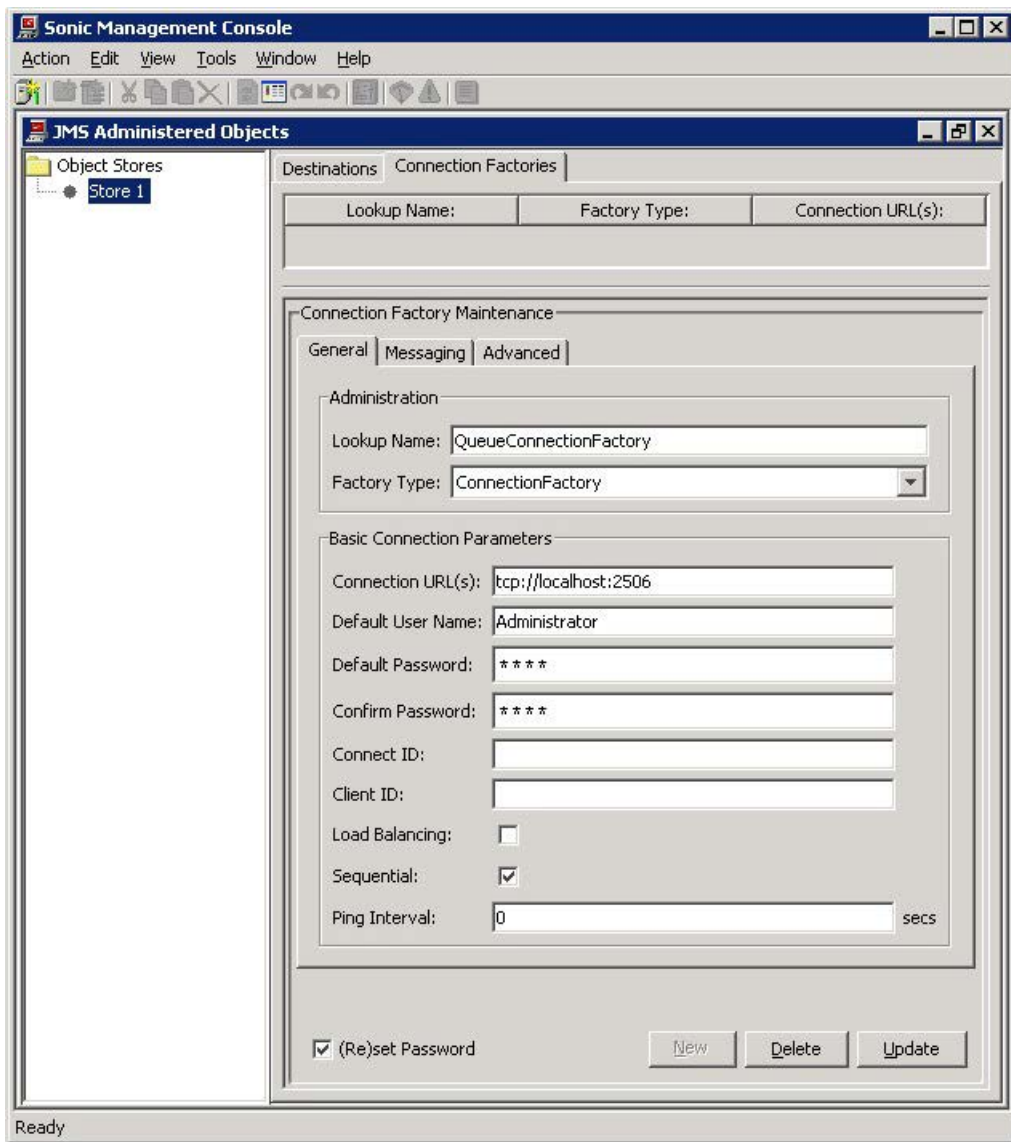 Sonic Management Console
Action Edit View Tools Window Help
JMS Administered Objects
Object Stores
Store 1
Destinations Connection Factories
Lookup Name: Factory Type: Connection URL(s):
Connection Factory Maintenance
General Messaging Advanced
Administration
Lookup Name: QueueConnectionFactory
Factory Type: ConnectionFactory
Basic Connection Parameters
Connection URL(s): tcp://localhost:2506
Default User Name: Administrator
Default Password: ****
Confirm Password: ****
Connect ID:
Client ID:
Load Balancing:
Sequential:
Ping Interval: 0 secs
(Re)set Password New Delete Update
Ready